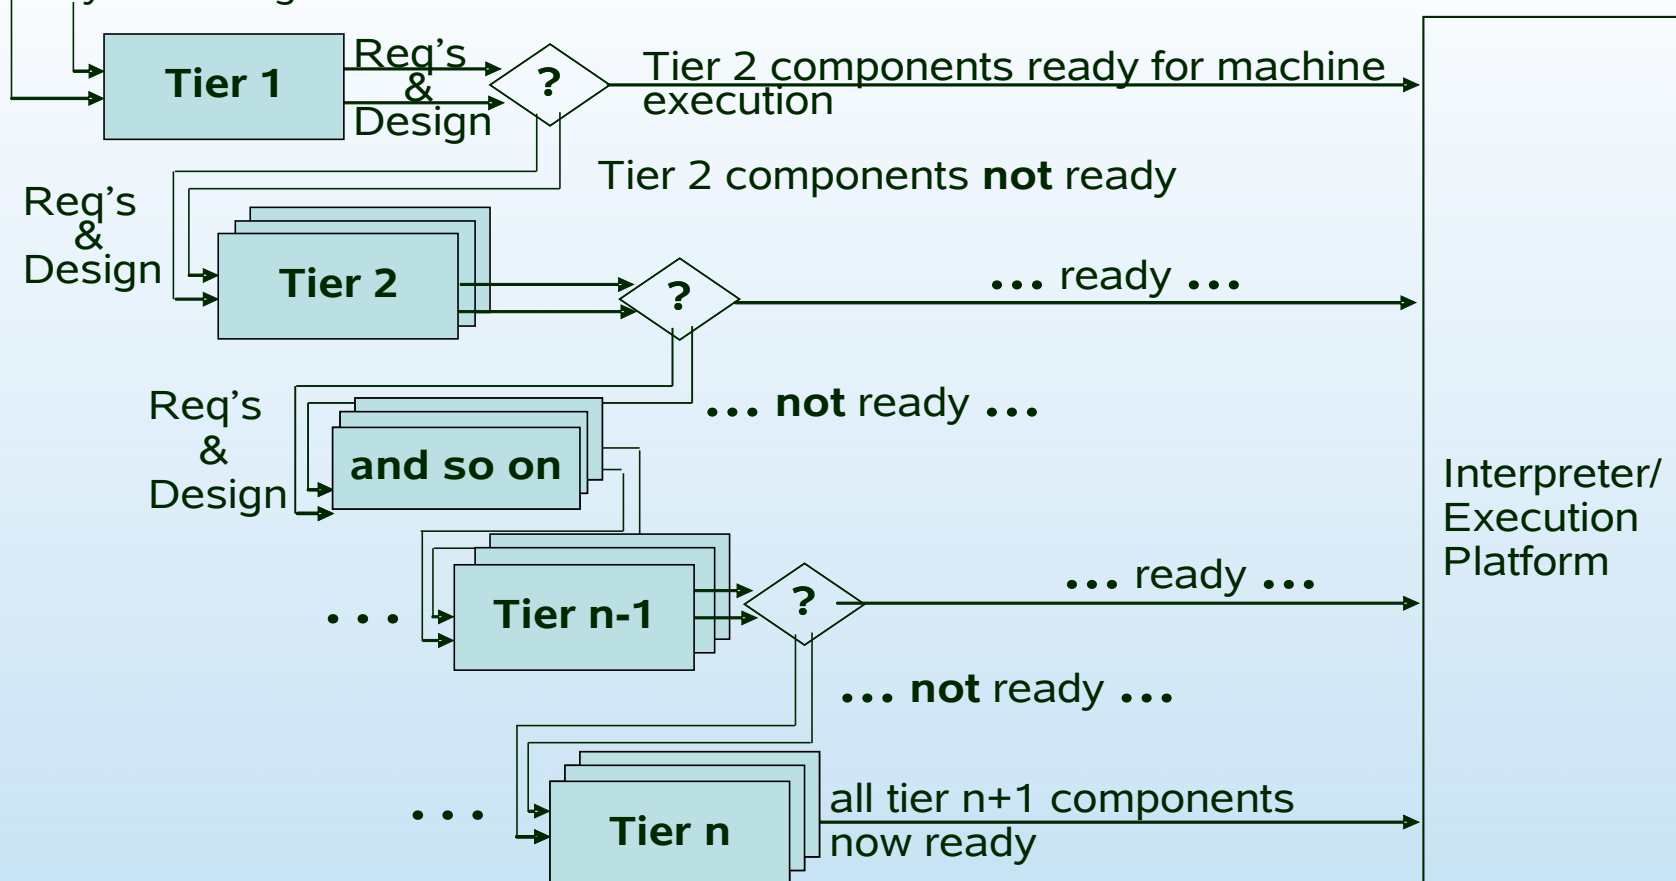 Tier 1
Req's
&
Design
?
Tier 2 components ready for machine
execution
Tier 2 components not ready
Req's
&
Design
Tier 2
?
... ready ...
... not ready ...
Req's
&
Design
and so on
Interpreter/
Execution
Platform
... ready ...
. . .
Tier n-1
?
... not ready ...
. . .
Tier n
all tier n+1 components
now ready